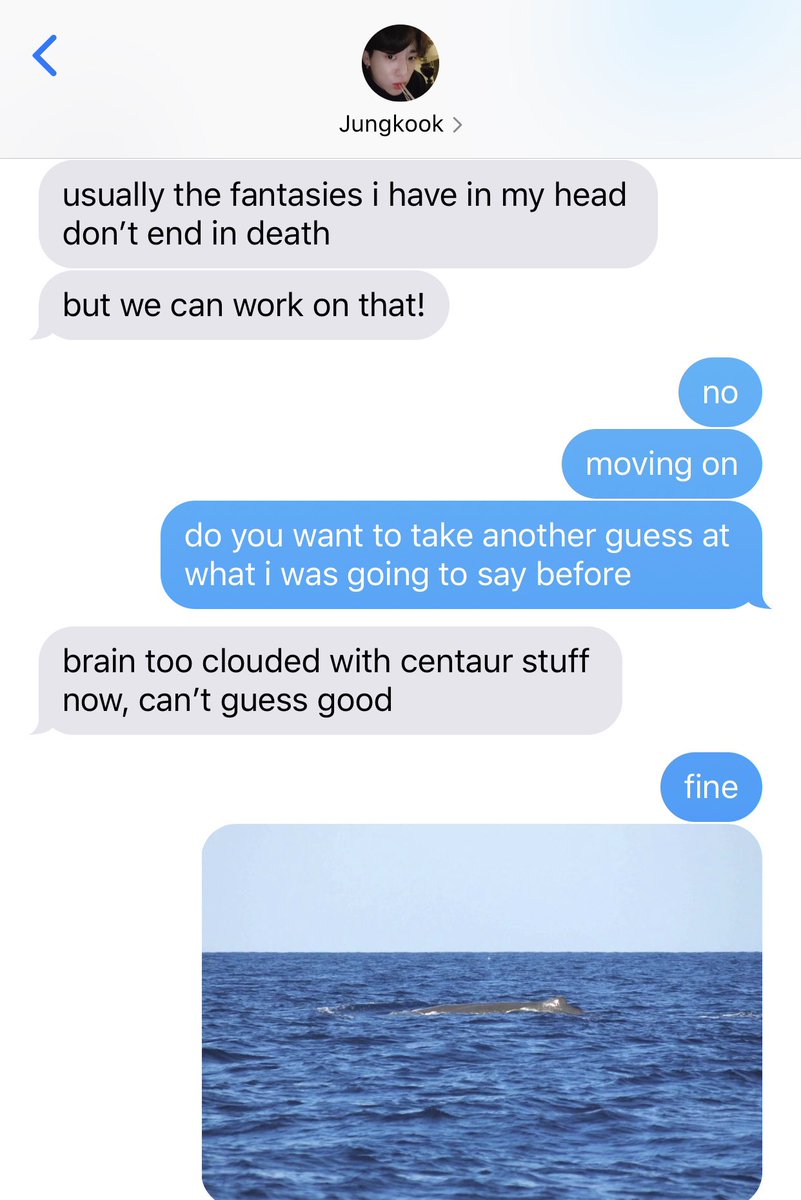 Jungkook
usually the fantasies i have in my head
don’t end in death
but we can work on that!
no
moving on
do you want to take another guess at
what i was going to say before
brain too clouded with centaur stuff
now, can’t guess good
fine